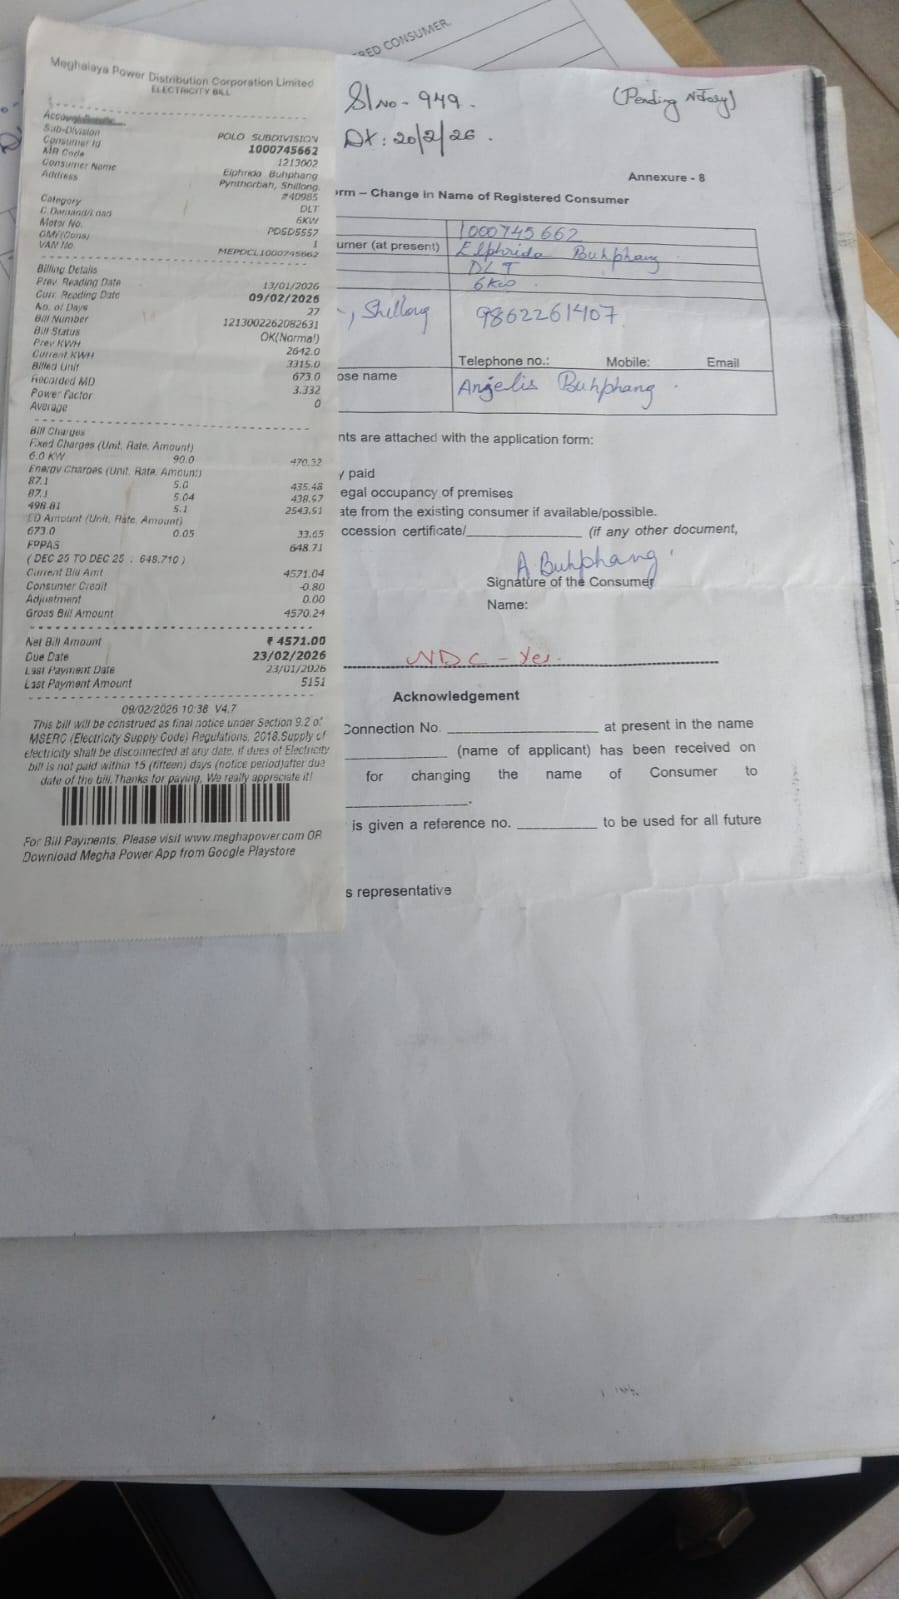 RED CONSUMER.
Meghalaya Power Distribution Corporation Limited
ELECTRICITY BILL
Sub-Division POLO SUBDIVISION
Consumer Id 1000745662
MR Code 1213002
Consumer Name Elphrida Buhphang
Address Pynthorbah, Shillong
#40985
Category DLT
C.Demand/Load 6KW
Meter No. PDSD5557
OMF(Cons) 1
VAN No. MEPDCL1000745662
Billing Details
Prev. Reading Date 13/01/2026
Curr. Reading Date 09/02/2026
No. of Days 27
Bill Number 1213002262082631
Bill Status OK(Normal)
Prev KWH 2642.0
Current KWH 3315.0
Billed Unit 673.0
Recorded MD 3.332
Power Factor 0
Average
Bill Charges
Fixed Charges (Unit, Rate, Amount)
6.0 KW 90.0 470.32
Energy Charges (Unit, Rate, Amount)
87.1 5.0 435.48
87.1 5.04 438.97
498.81 5.1 2543.91
ED Amount (Unit, Rate, Amount)
673.0 0.05 33.65
FPPAS 648.71
( DEC 25 TO DEC 25 : 648.710 )
Current Bill Amt 4571.04
Consumer Credit -0.80
Adjustment 0.00
Gross Bill Amount 4570.24
Net Bill Amount ₹ 4571.00
Due Date 23/02/2026
Last Payment Date 23/01/2026
Last Payment Amount 5151
09/02/2026 10:38 V4.7
This bill will be construed as final notice under Section 9.2 of
MSERC (Electricity Supply Code) Regulations, 2018.Supply of
electricity shall be disconnected at any date, if dues of Electricity
bill is not paid within 15 (fifteen) days (notice period)after due
date of the bill.Thanks for paying. We really appreciate it!
For Bill Payments, Please visit www.meghapower.com OR
Download Megha Power App from Google Playstore
Sl No - 949.
(Pending Notary)
Dt: 20/2/26.
Annexure - 8
orm – Change in Name of Registered Consumer
1000745662
umer (at present) Elphrida Buhphang
DLT
6KW
-, Shillong 9862261407
Telephone no.: Mobile: Email
ose name Angelis Buhphang.
nts are attached with the application form:
y paid
egal occupancy of premises
ate from the existing consumer if available/possible.
ccession certificate/______________ (if any other document,
A. Buhphang
Signature of the Consumer
Name:
NDC - Yes.
Acknowledgement
Connection No. ____________________ at present in the name
______________ (name of applicant) has been received on
for changing the name of Consumer to
________________.
is given a reference no. __________ to be used for all future
s representative